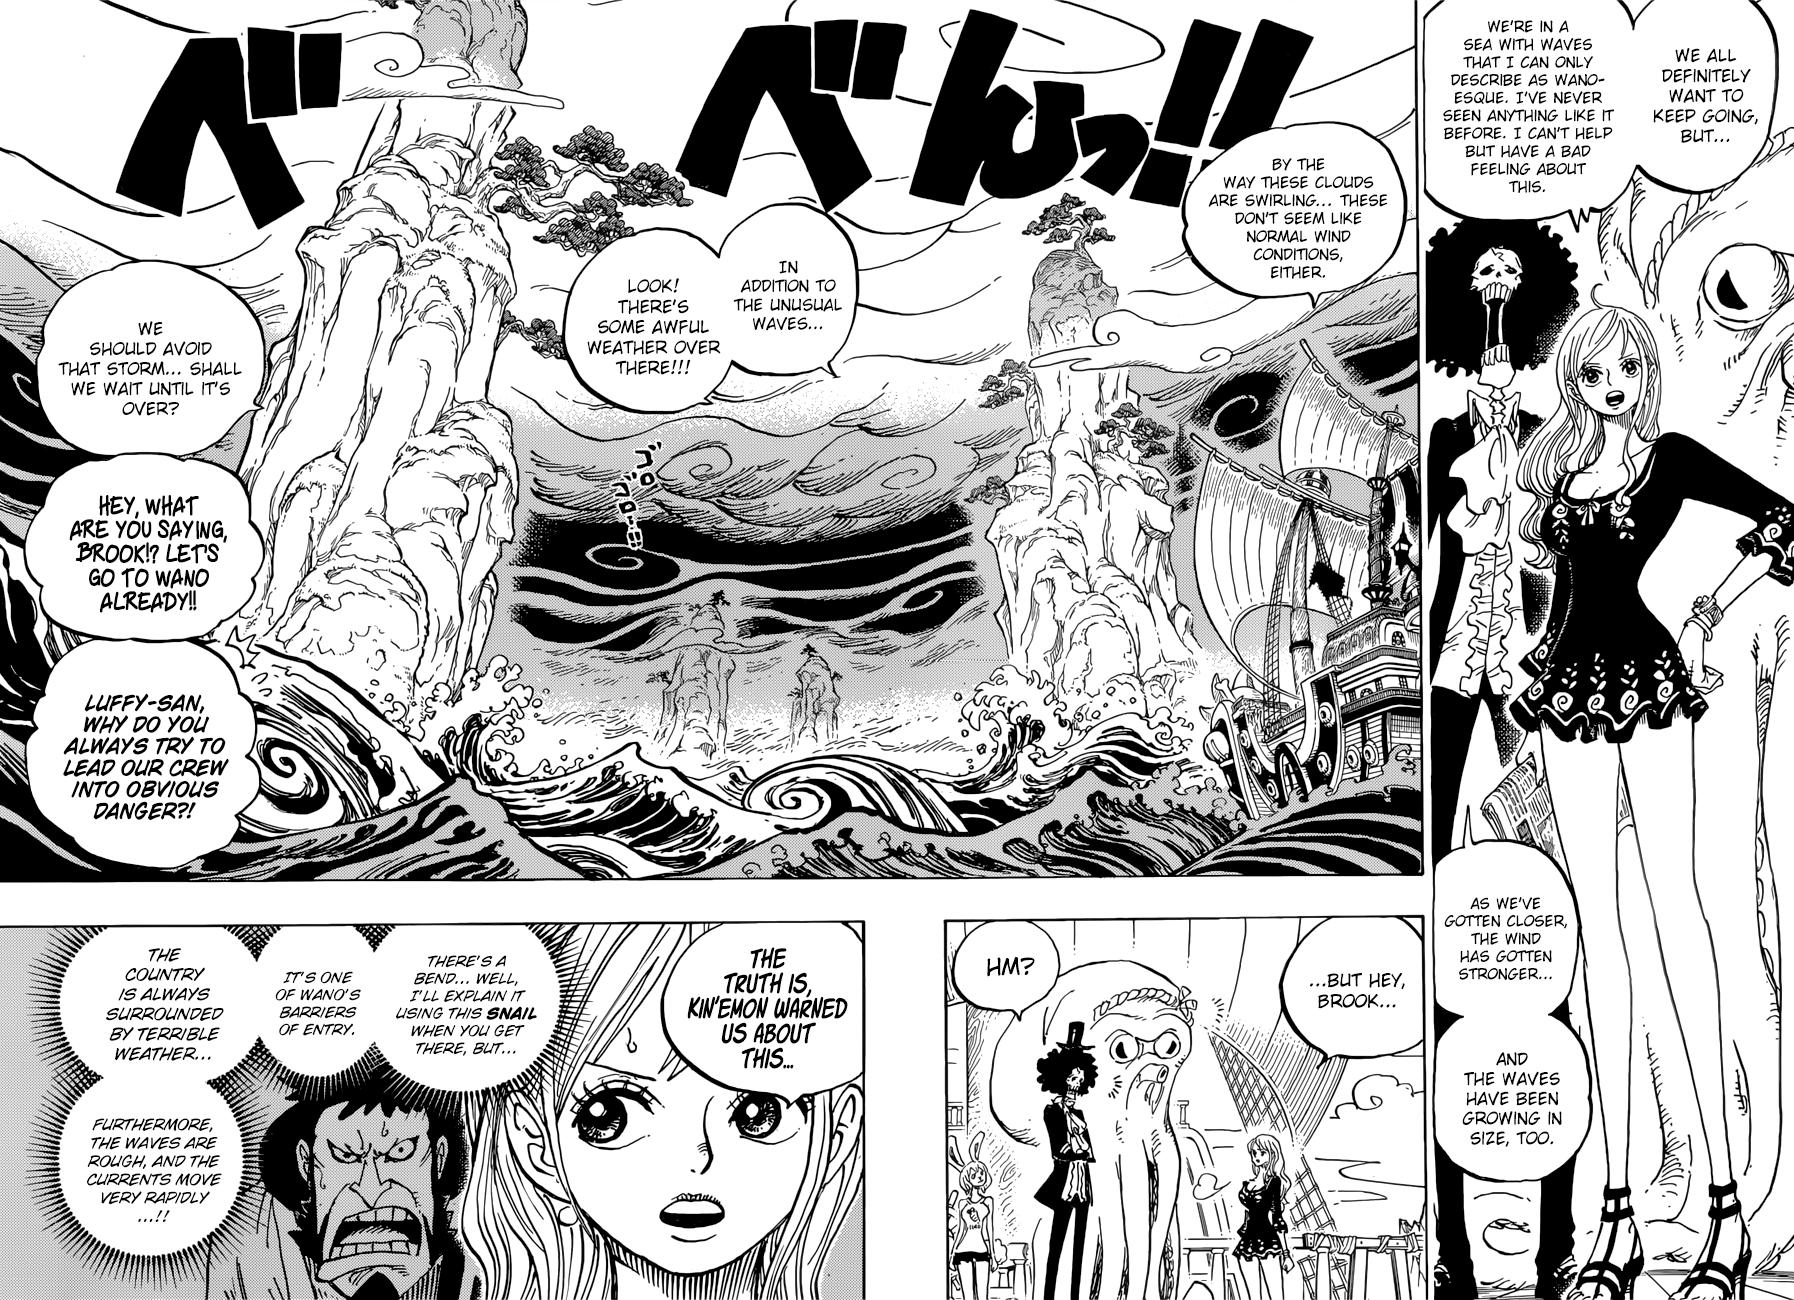 WE ALL
DEFINITELY
WANT TO
KEEP GOING,
BUT...
WE'RE IN A
SEA WITH WAVES
THAT I CAN ONLY
DESCRIBE AS WANO-
ESQUE. I'VE NEVER
SEEN ANYTHING LIKE IT
BEFORE. I CAN'T HELP
BUT HAVE A BAD
FEELING ABOUT
THIS.
AS WE'VE
GOTTEN CLOSER,
THE WIND
HAS GOTTEN
STRONGER...
AND
THE WAVES
HAVE BEEN
GROWING IN
SIZE, TOO.
ベベんっ!!
BY THE
WAY THESE CLOUDS
ARE SWIRLING... THESE
DON'T SEEM LIKE
NORMAL WIND
CONDITIONS,
EITHER.
IN
ADDITION TO
THE UNUSUAL
WAVES...
LOOK!
THERE'S
SOME AWFUL
WEATHER OVER
THERE!!!
ゴロゴロ...!!
WE
SHOULD AVOID
THAT STORM... SHALL
WE WAIT UNTIL IT'S
OVER?
HEY, WHAT
ARE YOU SAYING,
BROOK!? LET'S
GO TO WANO
ALREADY!!
LUFFY-SAN,
WHY DO YOU
ALWAYS TRY TO
LEAD OUR CREW
INTO OBVIOUS
DANGER?!
...BUT HEY,
BROOK...
HM?
THE
TRUTH IS,
KIN'EMON WARNED
US ABOUT
THIS...
THERE'S A
BEND... WELL,
I'LL EXPLAIN IT
USING THIS SNAIL
WHEN YOU GET
THERE, BUT...
IT'S ONE
OF WANO'S
BARRIERS
OF ENTRY.
THE
COUNTRY
IS ALWAYS
SURROUNDED
BY TERRIBLE
WEATHER...
FURTHERMORE,
THE WAVES ARE
ROUGH, AND THE
CURRENTS MOVE
VERY RAPIDLY
...!!